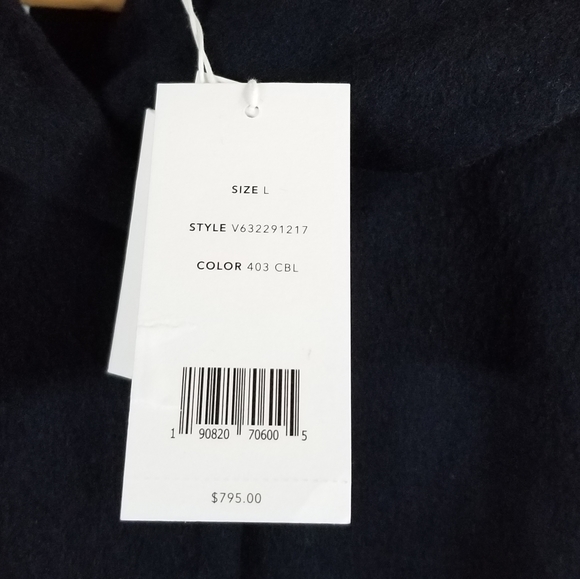 SIZE L
STYLE V632291217
COLOR 403 CBL
1 90820 70600 5
$795.00